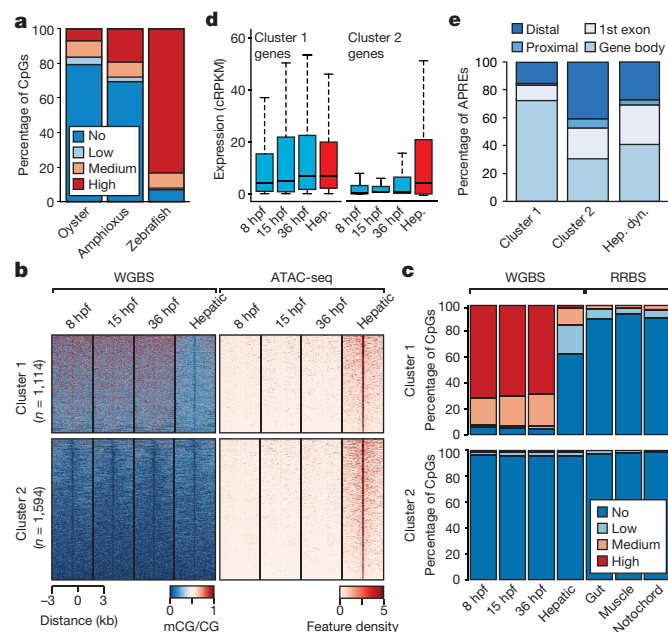 a
Percentage of CpGs
100
80
60
40
20
0
No
Low
Medium
High
Oyster
Amphioxus
Zebrafish
d
Expression (cRPKM)
60
40
20
0
Cluster 1
genes
Cluster 2
genes
8 hpf
15 hpf
36 hpf
Hep.
8 hpf
15 hpf
36 hpf
Hep.
e
Distal
Proximal
1st exon
Gene body
Percentage of APREs
100
80
60
40
20
0
Cluster 1
Cluster 2
Hep. dyn.
b
WGBS
ATAC-seq
8 hpf
15 hpf
36 hpf
Hepatic
8 hpf
15 hpf
36 hpf
Hepatic
Cluster 1
(n = 1,114)
Cluster 2
(n = 1,594)
−3 0 3
Distance (kb)
0 1
mCG/CG
0 5
Feature density
c
WGBS
RRBS
Cluster 1
Percentage of CpGs
100
80
60
40
20
0
Cluster 2
Percentage of CpGs
100
80
60
40
20
0
No
Low
Medium
High
8 hpf
15 hpf
36 hpf
Hepatic
Gut
Muscle
Notochord